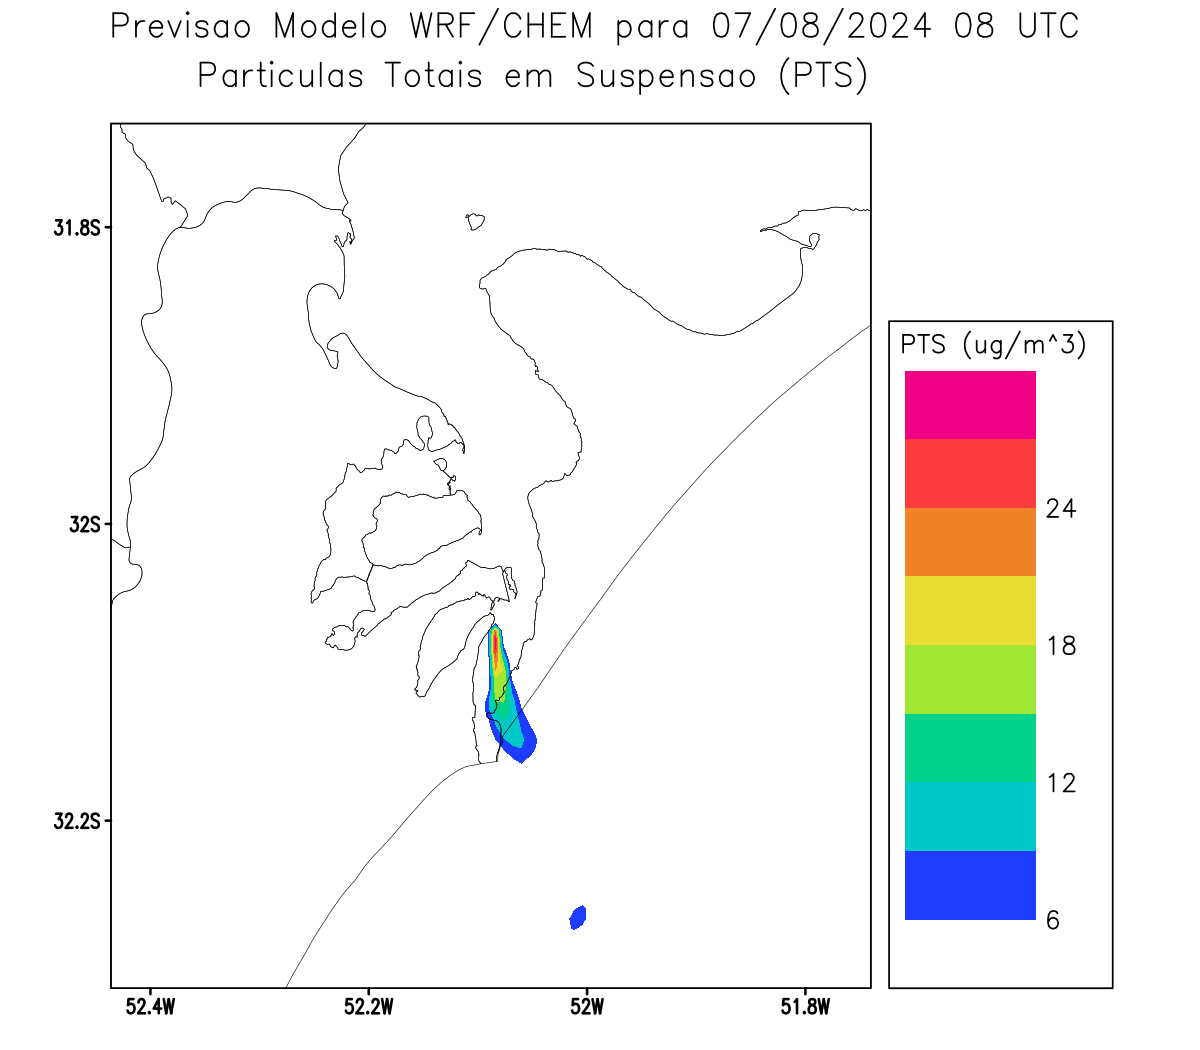 Previsao Modelo WRF/CHEM para 07/08/2024 08 UTC
Particulas Totais em Suspensao (PTS)
31.8S
32S
32.2S
52.4W
52.2W
52W
51.8W
PTS (ug/m^3)
24
18
12
6